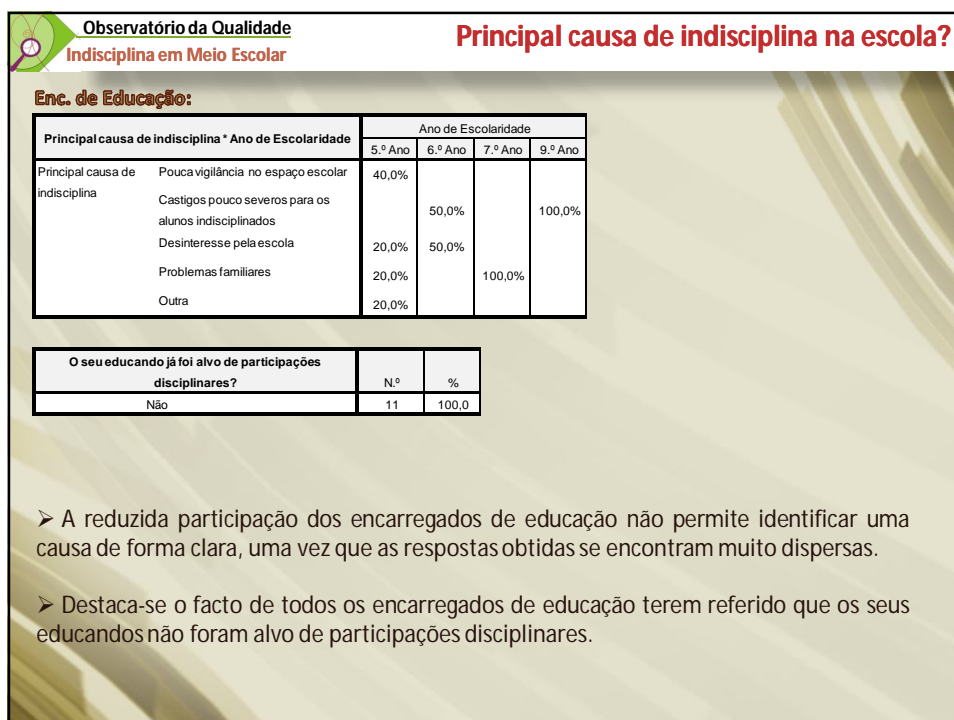 Observatório da Qualidade
Indisciplina em Meio Escolar
Principal causa de indisciplina na escola?
Enc. de Educação:
Principal causa de indisciplina * Ano de Escolaridade
Ano de Escolaridade
5.º Ano 6.º Ano 7.º Ano 9.º Ano
Principal causa de indisciplina
Pouca vigilância no espaço escolar 40,0%
Castigos pouco severos para os
alunos indisciplinados 50,0% 100,0%
Desinteresse pela escola 20,0% 50,0%
Problemas familiares 20,0% 100,0%
Outra 20,0%
O seu educando já foi alvo de participações
disciplinares? N.º %
Não 11 100,0
➢ A reduzida participação dos encarregados de educação não permite identificar uma
causa de forma clara, uma vez que as respostas obtidas se encontram muito dispersas.
➢ Destaca-se o facto de todos os encarregados de educação terem referido que os seus
educandos não foram alvo de participações disciplinares.